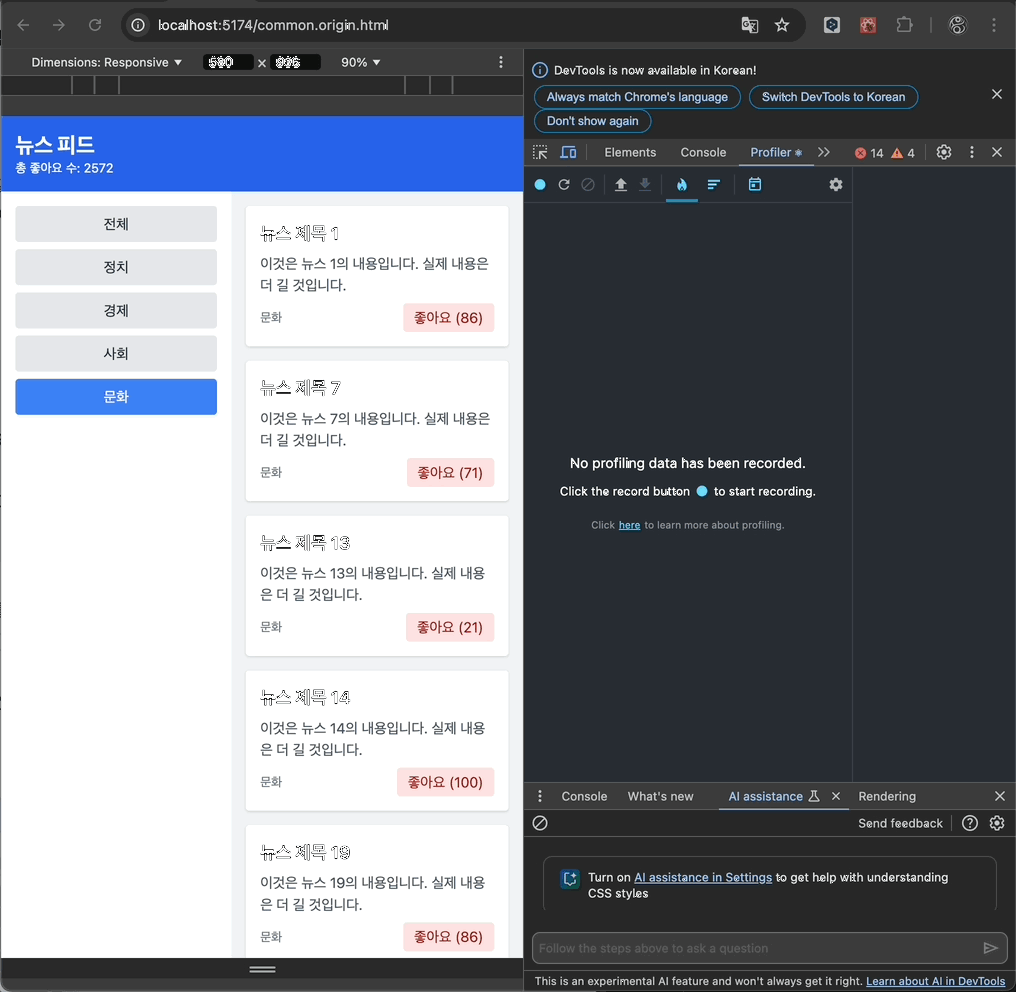 localhost:5174/common.origin.html
Dimensions: Responsive ▼ × 90% ▼
DevTools is now available in Korean!
Always match Chrome's language
Switch DevTools to Korean
Don't show again
Elements Console Profiler 14 4
뉴스 피드
총 좋아요 수: 2572
전체
정치
경제
사회
문화
뉴스 제목 1
이것은 뉴스 1의 내용입니다. 실제 내용은
더 길 것입니다.
문화 좋아요 (86)
뉴스 제목 7
이것은 뉴스 7의 내용입니다. 실제 내용은
더 길 것입니다.
문화 좋아요 (71)
뉴스 제목 13
이것은 뉴스 13의 내용입니다. 실제 내용
은 더 길 것입니다.
문화 좋아요 (21)
뉴스 제목 14
이것은 뉴스 14의 내용입니다. 실제 내용
은 더 길 것입니다.
문화 좋아요 (100)
뉴스 제목 19
이것은 뉴스 19의 내용입니다. 실제 내용
은 더 길 것입니다.
문화 좋아요 (86)
No profiling data has been recorded.
Click the record button to start recording.
Click here to learn more about profiling.
Console What's new AI assistance Rendering
Send feedback
Turn on AI assistance in Settings to get help with understanding
CSS styles
Follow the steps above to ask a question
This is an experimental AI feature and won't always get it right. Learn about AI in DevTools